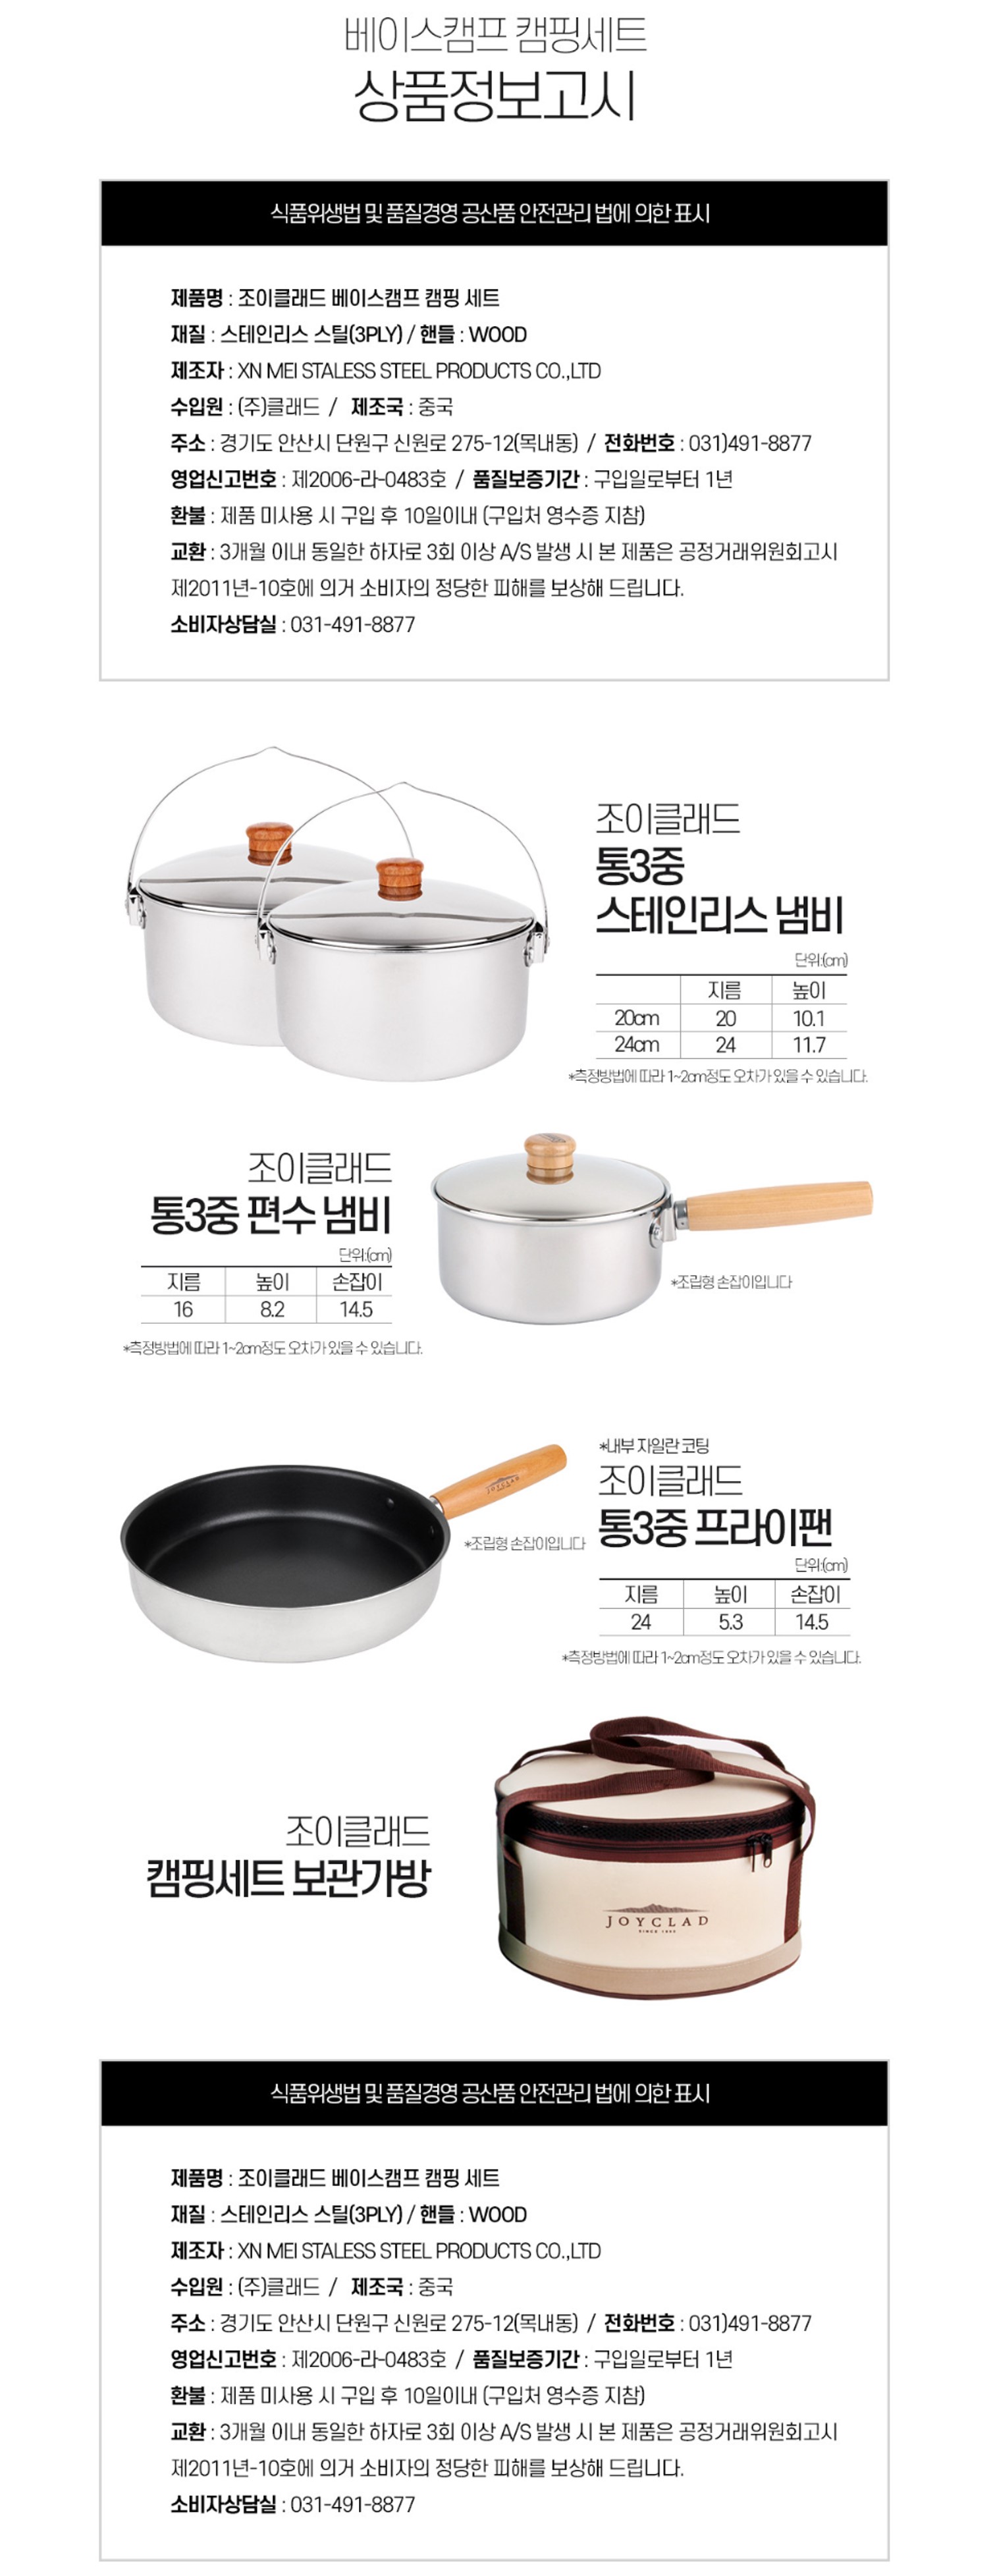 베이스캠프 캠핑세트
상품정보고시
식품위생법 및 품질경영 공산품 안전관리 법에 의한 표시
제품명 : 조이클래드 베이스캠프 캠핑 세트
재질 : 스테인리스 스틸(3PLY) / 핸들 : WOOD
제조자 : XN MEI STALESS STEEL PRODUCTS CO.,LTD
수입원 : (주)클래드 / 제조국 : 중국
주소 : 경기도 안산시 단원구 신원로 275-12(목내동) / 전화번호 : 031)491-8877
영업신고번호 : 제2006-라-0483호 / 품질보증기간 : 구입일로부터 1년
환불 : 제품 미사용 시 구입 후 10일이내 (구입처 영수증 지참)
교환 : 3개월 이내 동일한 하자로 3회 이상 A/S 발생 시 본 제품은 공정거래위원회고시
제2011년-10호에 의거 소비자의 정당한 피해를 보상해 드립니다.
소비자상담실 : 031-491-8877
조이클래드
통3중
스테인리스 냄비
단위:(cm)
지름 높이
20cm 20 10.1
24cm 24 11.7
*측정방법에 따라 1~2cm정도 오차가 있을 수 있습니다.
조이클래드
통3중 편수 냄비
단위:(cm)
지름 높이 손잡이
16 8.2 14.5
*측정방법에 따라 1~2cm정도 오차가 있을 수 있습니다.
*조립형 손잡이입니다
*내부 자일란 코팅
조이클래드
통3중 프라이팬
JOYCLAD
*조립형 손잡이입니다
단위:(cm)
지름 높이 손잡이
24 5.3 14.5
*측정방법에 따라 1~2cm정도 오차가 있을 수 있습니다.
조이클래드
캠핑세트 보관가방
JOYCLAD
식품위생법 및 품질경영 공산품 안전관리 법에 의한 표시
제품명 : 조이클래드 베이스캠프 캠핑 세트
재질 : 스테인리스 스틸(3PLY) / 핸들 : WOOD
제조자 : XN MEI STALESS STEEL PRODUCTS CO.,LTD
수입원 : (주)클래드 / 제조국 : 중국
주소 : 경기도 안산시 단원구 신원로 275-12(목내동) / 전화번호 : 031)491-8877
영업신고번호 : 제2006-라-0483호 / 품질보증기간 : 구입일로부터 1년
환불 : 제품 미사용 시 구입 후 10일이내 (구입처 영수증 지참)
교환 : 3개월 이내 동일한 하자로 3회 이상 A/S 발생 시 본 제품은 공정거래위원회고시
제2011년-10호에 의거 소비자의 정당한 피해를 보상해 드립니다.
소비자상담실 : 031-491-8877